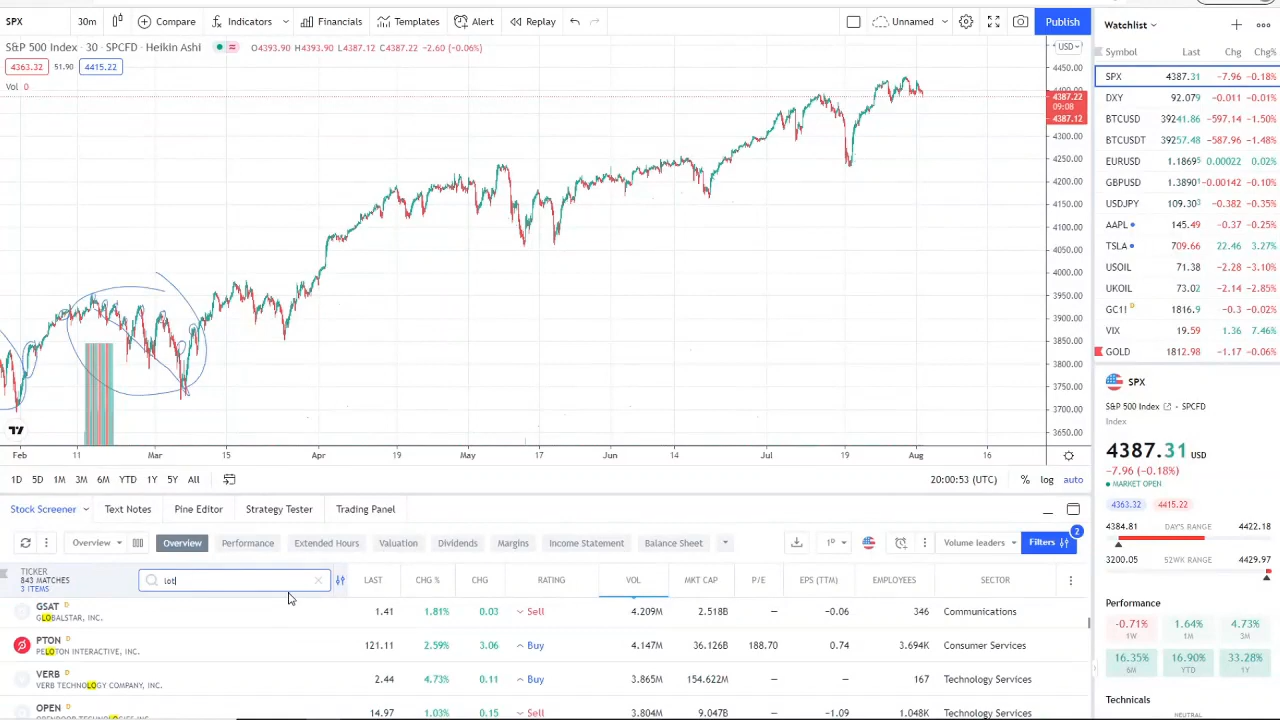 SPX 30m Compare Indicators Financials Templates Alert Replay Unnamed Publish
S&P 500 Index · 30 · SPCFD · Heikin Ashi O4393.90 H4393.90 L4387.12 C4387.22 −2.60 (−0.06%) USD
4363.32 51.90 4415.22
Vol 0
4450.00
4400.00
4387.22
09:08
4387.12
4300.00
4250.00
4200.00
4150.00
4100.00
4050.00
4000.00
3950.00
3900.00
3850.00
3800.00
3750.00
3700.00
3650.00
Feb 11 Mar 15 Apr 19 May 17 Jun 14 Jul 19 Aug 16
1D 5D 1M 3M 6M YTD 1Y 5Y All 20:00:53 (UTC) % log auto
Stock Screener Text Notes Pine Editor Strategy Tester Trading Panel
Overview Overview Performance Extended Hours Valuation Dividends Margins Income Statement Balance Sheet 1D Volume leaders Filters 2
TICKER
843 MATCHES
3 ITEMS
lot LAST CHG % CHG RATING VOL MKT CAP P/E EPS (TTM) EMPLOYEES SECTOR
GSAT D 1.41 1.81% 0.03 Sell 4.209M 2.518B — −0.06 346 Communications
GLOBALSTAR, INC.
PTON D 121.11 2.59% 3.06 Buy 4.147M 36.126B 188.70 0.74 3.694K Consumer Services
PELOTON INTERACTIVE, INC.
VERB D 2.44 4.73% 0.11 Buy 3.865M 154.622M — — 167 Technology Services
VERB TECHNOLOGY COMPANY, INC.
OPEN D 14.97 1.03% 0.15 Sell 3.804M 9.047B — −1.09 1.048K Technology Services
Watchlist
Symbol Last Chg Chg%
SPX 4387.31 −7.96 −0.18%
DXY 92.079 −0.011 −0.01%
BTCUSD 39241.86 −597.14 −1.50%
BTCUSDT 39257.48 −587.96 −1.48%
EURUSD 1.18695 0.00022 0.02%
GBPUSD 1.38901 −0.00142 −0.10%
USDJPY 109.303 −0.382 −0.35%
AAPL 145.49 −0.37 −0.25%
TSLA 709.66 22.46 3.27%
USOIL 71.38 −2.28 −3.10%
UKOIL 73.02 −2.14 −2.85%
GC1! D 1816.9 −0.3 −0.02%
VIX 19.59 1.36 7.46%
GOLD 1812.98 −1.17 −0.06%
SPX
S&P 500 Index · SPCFD
Index
4387.31 USD
−7.96 (−0.18%)
MARKET OPEN
4363.32 4415.22
4384.81 DAY'S RANGE 4422.18
3200.05 52WK RANGE 4429.97
Performance
−0.71% 1.64% 4.73%
1W 1M 3M
16.35% 16.90% 33.28%
6M YTD 1Y
Technicals
NEUTRAL